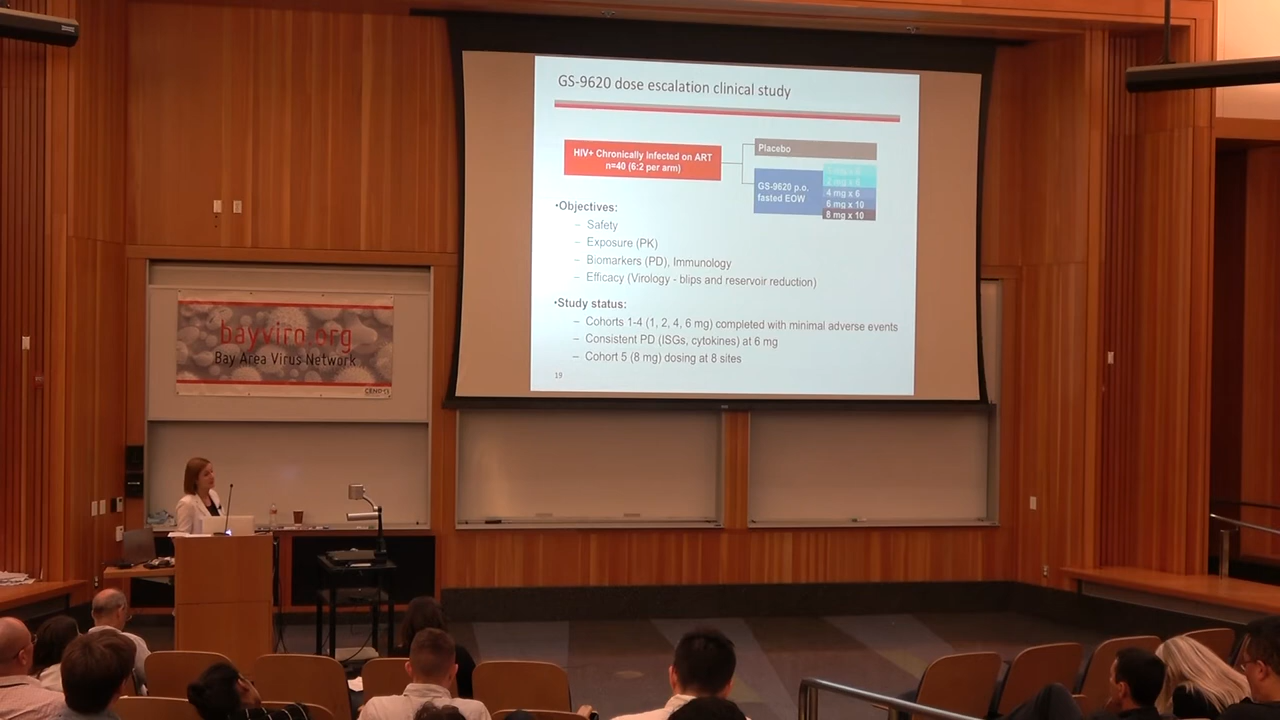 GS-9620 dose escalation clinical study
HIV+ Chronically Infected on ART
n=40 (6:2 per arm)
Placebo
GS-9620 p.o.
fasted EOW
2 mg x 6
4 mg x 6
6 mg x 10
8 mg x 10
•Objectives:
– Safety
– Exposure (PK)
– Biomarkers (PD), Immunology
– Efficacy (Virology - blips and reservoir reduction)
•Study status:
– Cohorts 1-4 (1, 2, 4, 6 mg) completed with minimal adverse events
– Consistent PD (ISGs, cytokines) at 6 mg
– Cohort 5 (8 mg) dosing at 8 sites
19
bayviro.org
Bay Area Virus Network